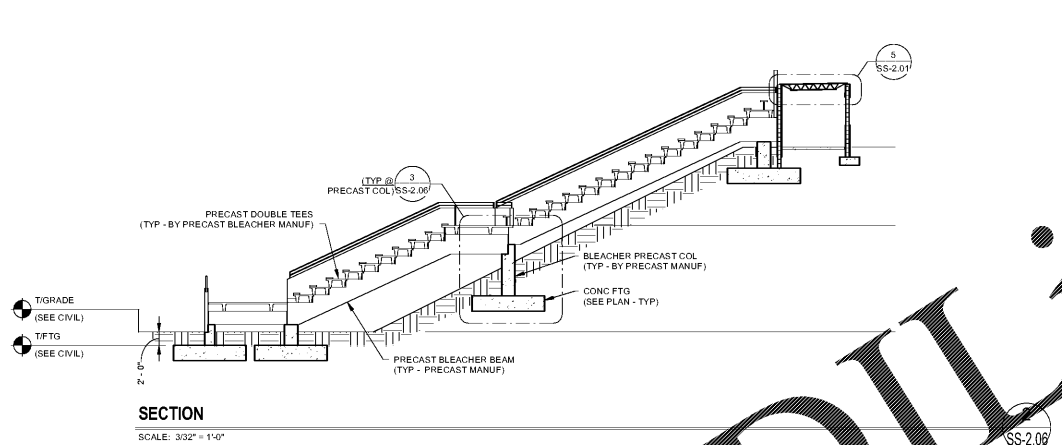 5
SS-2.01
(TYP @
PRECAST COL)
3
SS-2.06
PRECAST DOUBLE TEES
(TYP - BY PRECAST BLEACHER MANUF)
BLEACHER PRECAST COL
(TYP - BY PRECAST MANUF)
CONC FTG
(SEE PLAN - TYP)
T/GRADE
(SEE CIVIL)
T/FTG
(SEE CIVIL)
2' - 0"
PRECAST BLEACHER BEAM
(TYP - PRECAST MANUF)
SECTION
SCALE: 3/32" = 1'-0"
2
SS-2.06